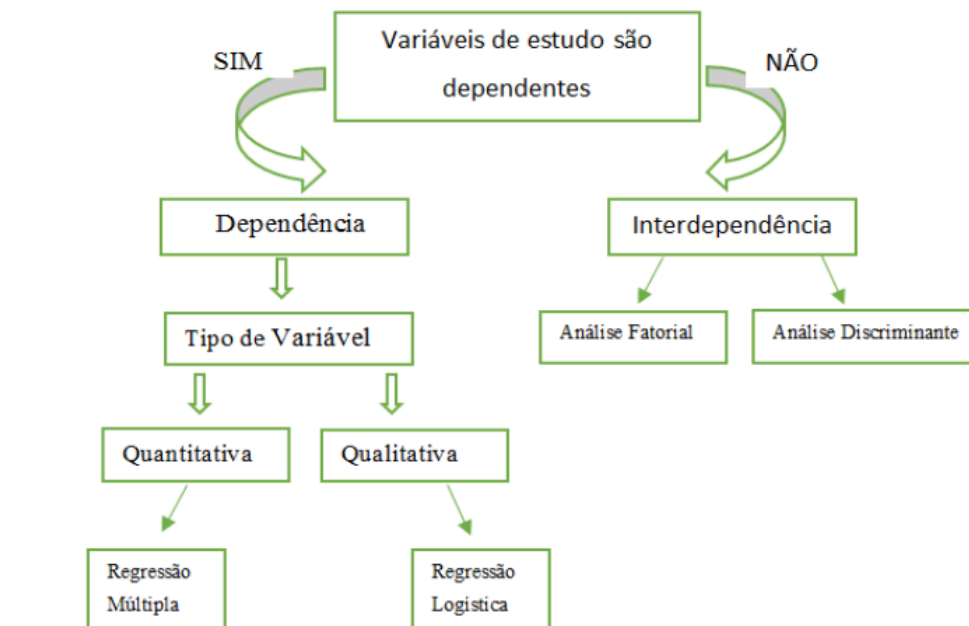 Variáveis de estudo são
dependentes
SIM
NÃO
Dependência
Interdependência
Tipo de Variável
Análise Fatorial
Análise Discriminante
Quantitativa
Qualitativa
Regressão
Múltipla
Regressão
Logistica